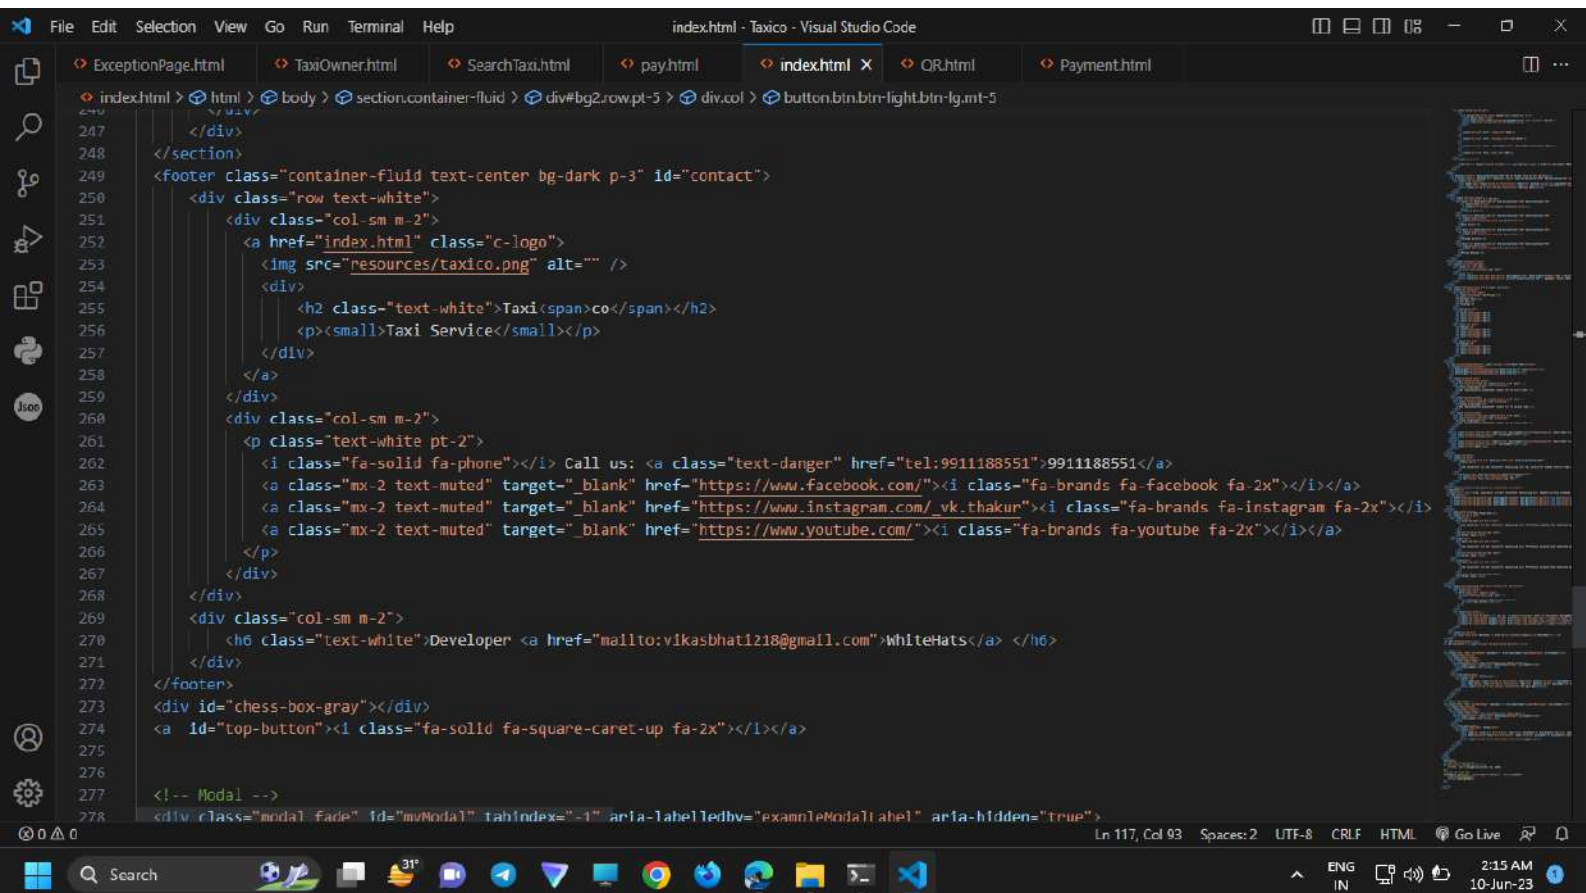 File Edit Selection View Go Run Terminal Help
index.html - Taxico - Visual Studio Code
ExceptionPage.html TaxiOwner.html SearchTaxi.html pay.html index.html QR.html Payment.html
index.html > html > body > section.container-fluid > div#bg2.row.pt-5 > div.col > button.btn.btn-light.btn-lg.mt-5
246 </div>
247 </div>
248 </section>
249 <footer class="container-fluid text-center bg-dark p-3" id="contact">
250 <div class="row text-white">
251 <div class="col-sm m-2">
252 <a href="index.html" class="c-logo">
253 <img src="resources/taxico.png" alt="" />
254 <div>
255 <h2 class="text-white">Taxi<span>co</span></h2>
256 <p><small>Taxi Service</small></p>
257 </div>
258 </a>
259 </div>
260 <div class="col-sm m-2">
261 <p class="text-white pt-2">
262 <i class="fa-solid fa-phone"></i> Call us: <a class="text-danger" href="tel:9911188551">9911188551</a>
263 <a class="mx-2 text-muted" target="_blank" href="https://www.facebook.com/"><i class="fa-brands fa-facebook fa-2x"></i></a>
264 <a class="mx-2 text-muted" target="_blank" href="https://www.instagram.com/_vk.thakur"><i class="fa-brands fa-instagram fa-2x"></i>
265 <a class="mx-2 text-muted" target="_blank" href="https://www.youtube.com/"><i class="fa-brands fa-youtube fa-2x"></i></a>
266 </p>
267 </div>
268 </div>
269 <div class="col-sm m-2">
270 <h6 class="text-white">Developer <a href="mailto:vikasbhati218@gmail.com">WhiteHats</a> </h6>
271 </div>
272 </footer>
273 <div id="chess-box-gray"></div>
274 <a id="top-button"><i class="fa-solid fa-square-caret-up fa-2x"></i></a>
275
276
277 <!-- Modal -->
278 <div class="modal fade" id="myModal" tabindex="-1" aria-labelledby="exampleModalLabel" aria-hidden="true">
Json
0 0 Ln 117, Col 93 Spaces: 2 UTF-8 CRLF HTML Go Live
Search 31° ENG IN 2:15 AM 10-Jun-23 1